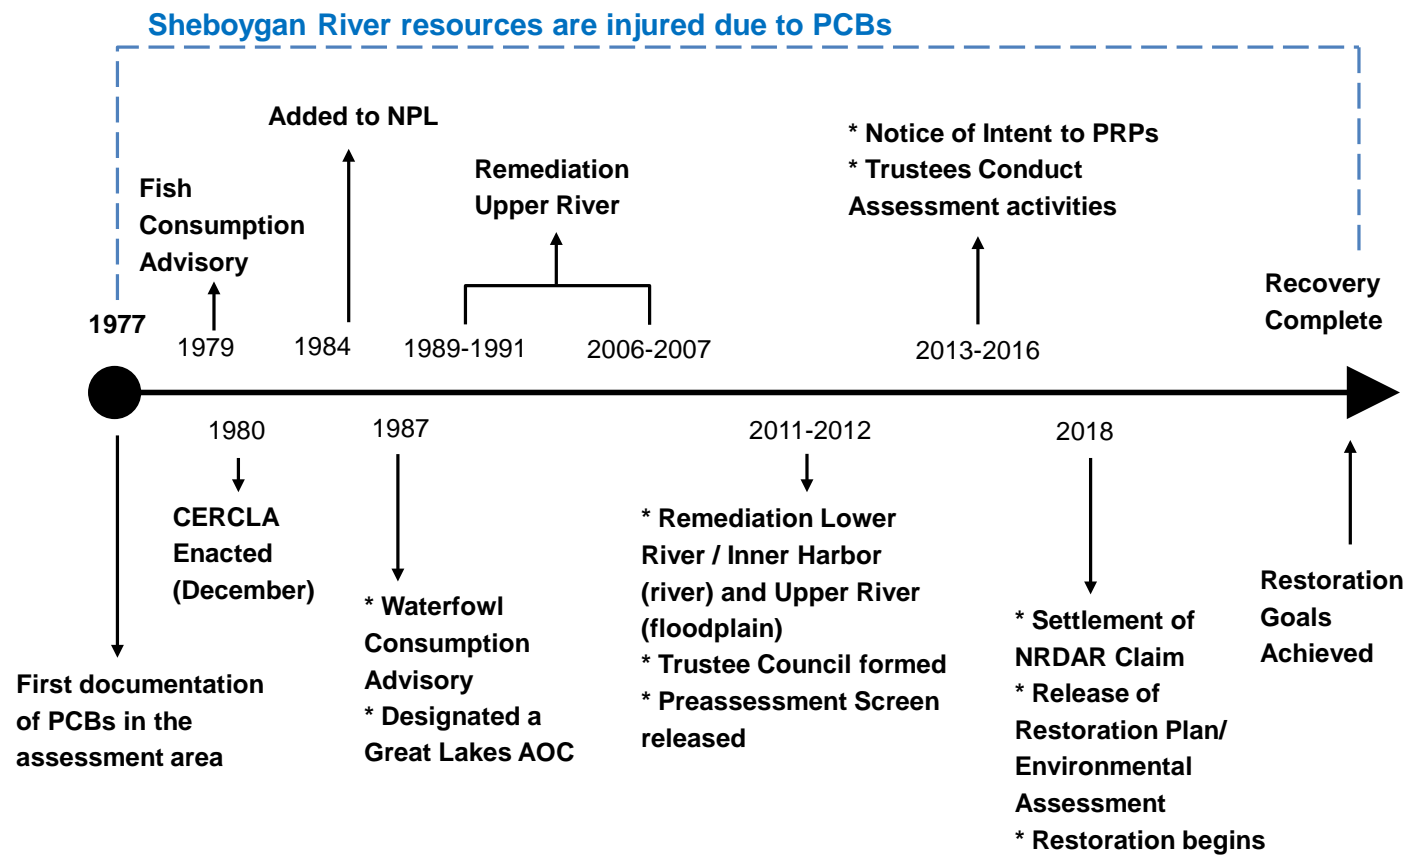 Sheboygan River resources are injured due to PCBs
Added to NPL
* Notice of Intent to PRPs
* Trustees Conduct
Assessment activities
Remediation
Upper River
Fish
Consumption
Advisory
Recovery
Complete
1977
1979
1984
1989-1991
2006-2007
2013-2016
1980
1987
2011-2012
2018
CERCLA
Enacted
(December)
* Waterfowl
Consumption
Advisory
* Designated a
Great Lakes AOC
* Remediation Lower
River / Inner Harbor
(river) and Upper River
(floodplain)
* Trustee Council formed
* Preassessment Screen
released
* Settlement of
NRDAR Claim
* Release of
Restoration Plan/
Environmental
Assessment
* Restoration begins
Restoration
Goals
Achieved
First documentation
of PCBs in the
assessment area